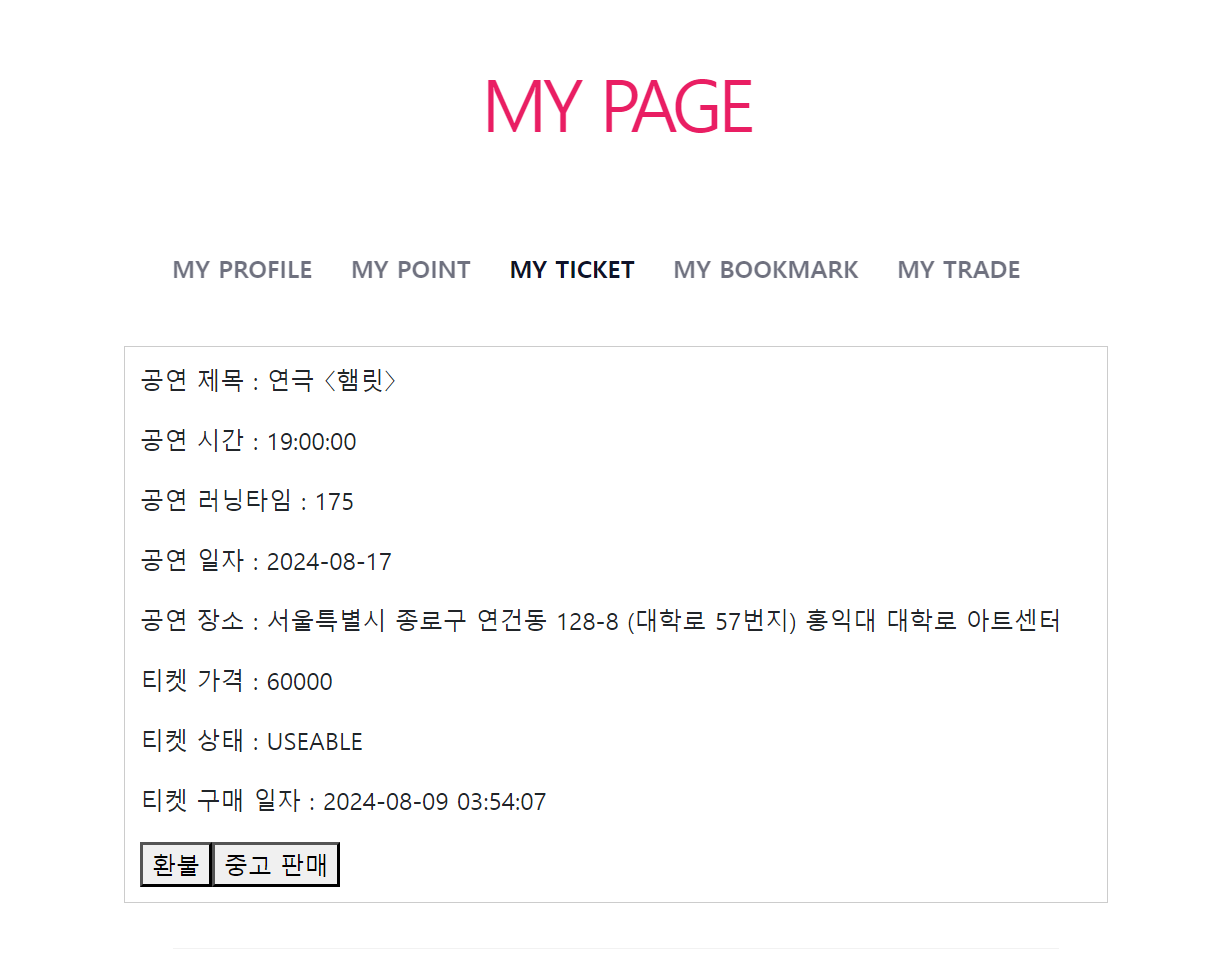 MY PAGE
MY PROFILE MY POINT MY TICKET MY BOOKMARK MY TRADE
공연 제목 : 연극 〈햄릿〉
공연 시간 : 19:00:00
공연 러닝타임 : 175
공연 일자 : 2024-08-17
공연 장소 : 서울특별시 종로구 연건동 128-8 (대학로 57번지) 홍익대 대학로 아트센터
티켓 가격 : 60000
티켓 상태 : USEABLE
티켓 구매 일자 : 2024-08-09 03:54:07
환불 중고 판매